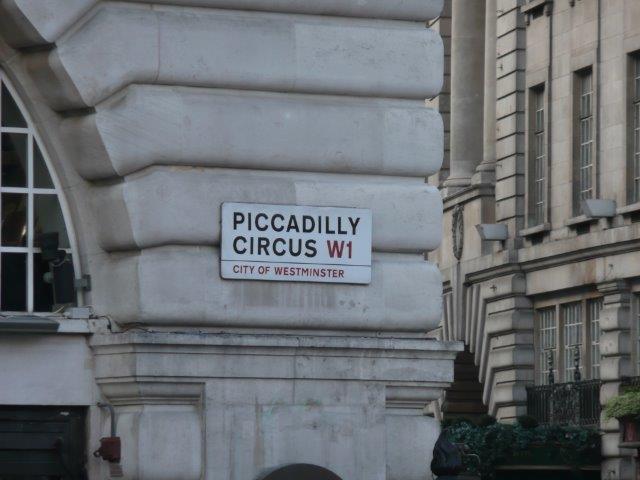 PICCADILLY
CIRCUS W1
CITY OF WESTMINSTER